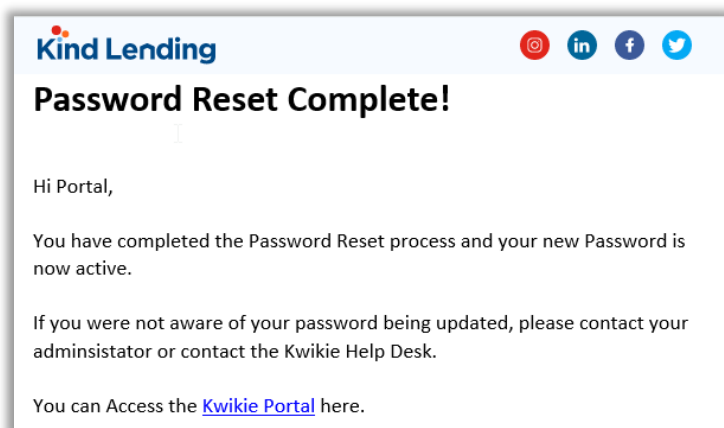 Kind Lending
Password Reset Complete!
Hi Portal,
You have completed the Password Reset process and your new Password is
now active.
If you were not aware of your password being updated, please contact your
adminsistator or contact the Kwikie Help Desk.
You can Access the Kwikie Portal here.